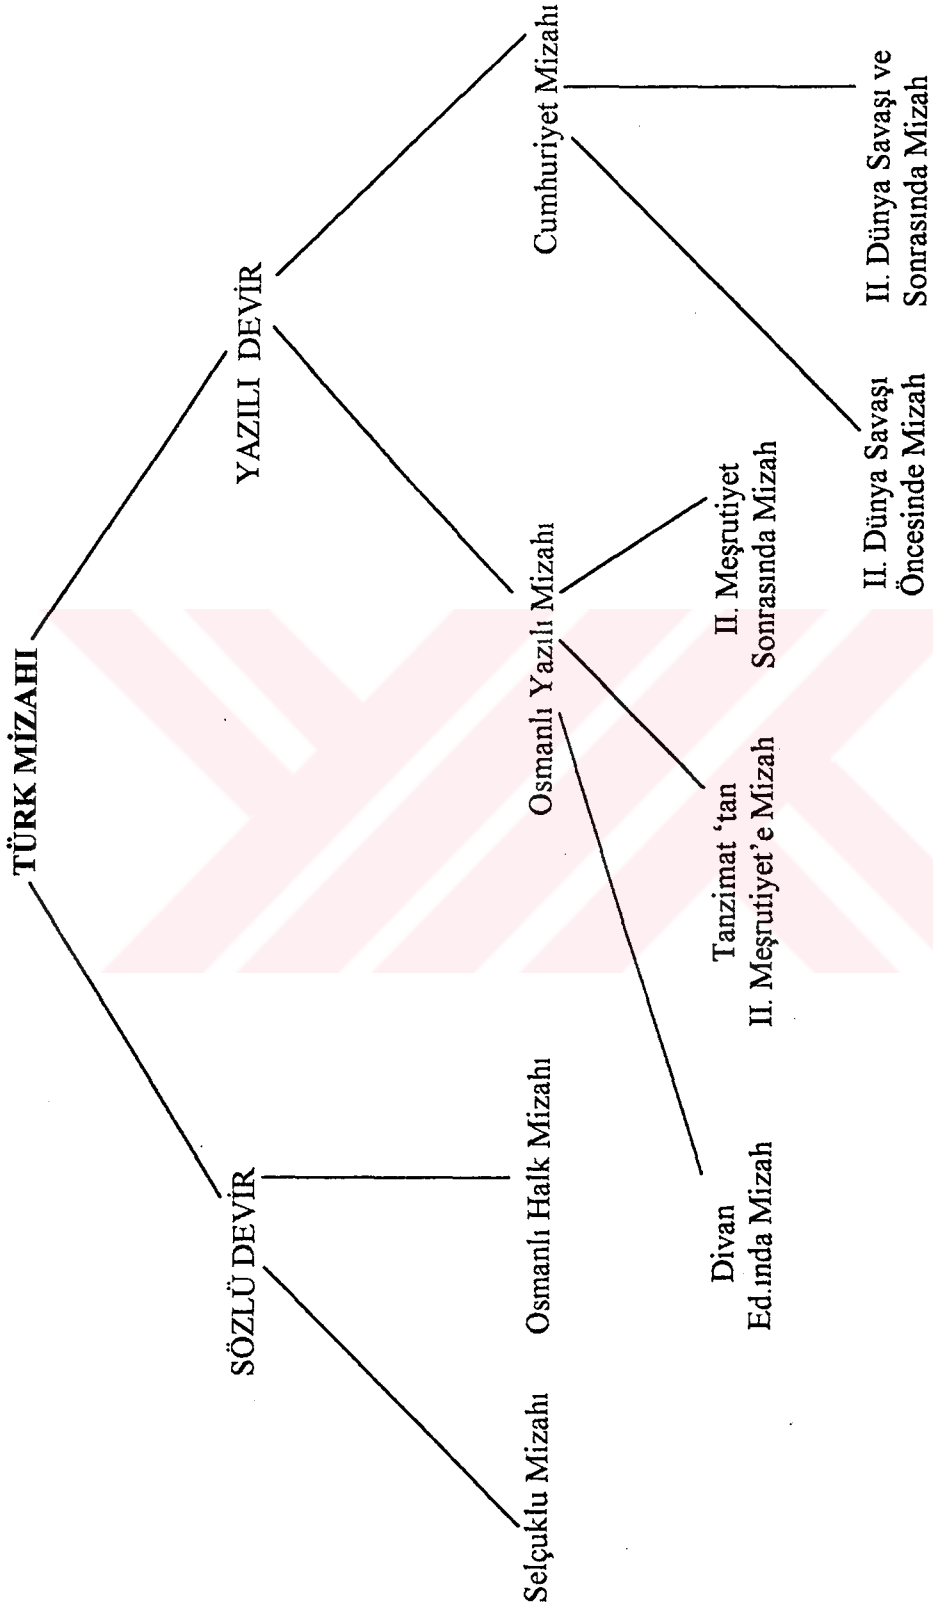 TÜRK MİZAHI
SÖZLÜ DEVİR
YAZILI DEVİR
Selçuklu Mizahı
Osmanlı Halk Mizahı
Osmanlı Yazılı Mizahı
Cumhuriyet Mizahı
Divan
Ed.ında Mizah
Tanzimat ‘tan
II. Meşrutiyet’e Mizah
II. Meşrutiyet
Sonrasında Mizah
II. Dünya Savaşı
Öncesinde Mizah
II. Dünya Savaşı ve
Sonrasında Mizah